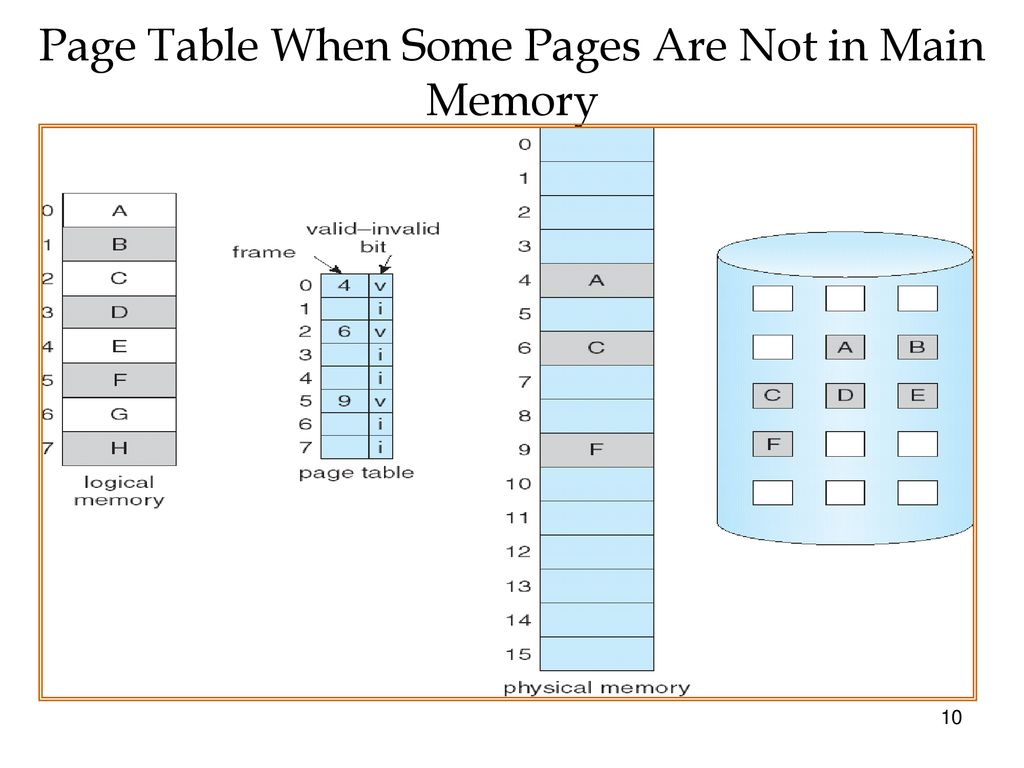 Page Table When Some Pages Are Not in Main
Memory
0 A
1 B
2 C
3 D
4 E
5 F
6 G
7 H
logical
memory
valid–invalid
bit
frame
0 4 v
1 i
2 6 v
3 i
4 i
5 9 v
6 i
7 i
page table
0
1
2
3
4 A
5
6 C
7
8
9 F
10
11
12
13
14
15
physical memory
A B
C D E
F
10